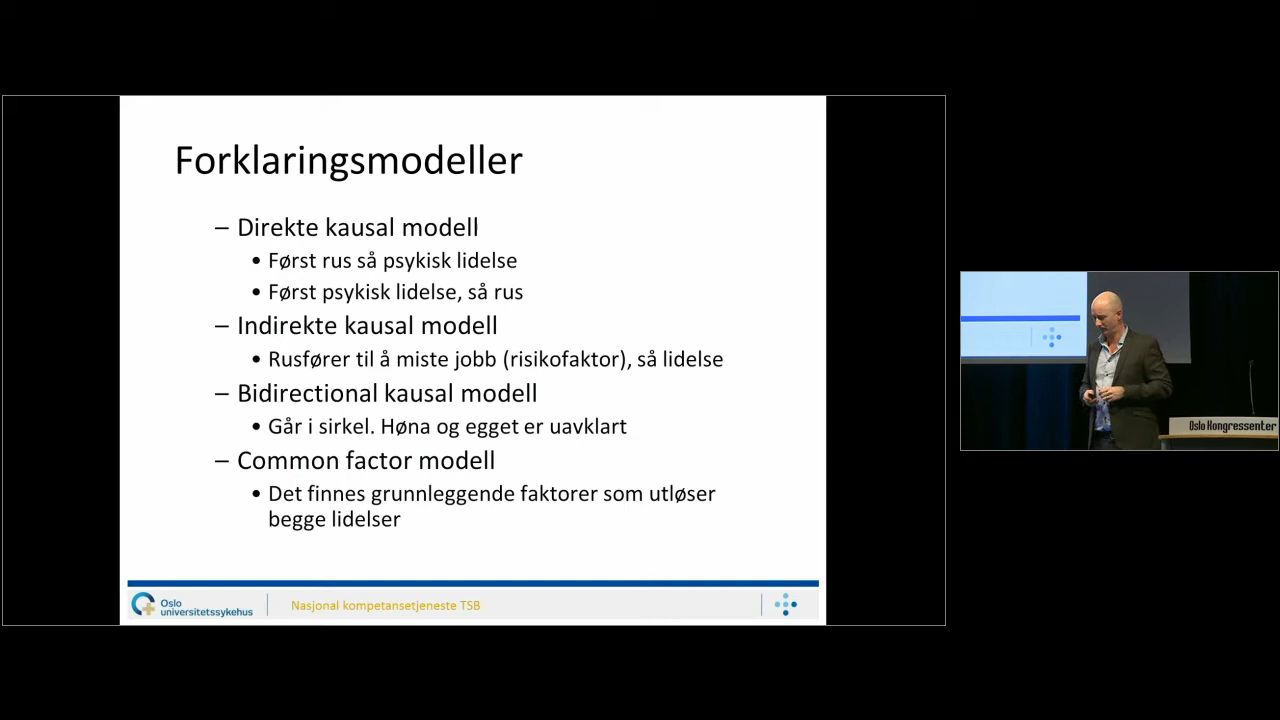 Forklaringsmodeller
– Direkte kausal modell
• Først rus så psykisk lidelse
• Først psykisk lidelse, så rus
– Indirekte kausal modell
• Rusfører til å miste jobb (risikofaktor), så lidelse
– Bidirectional kausal modell
• Går i sirkel. Høna og egget er uavklart
– Common factor modell
• Det finnes grunnleggende faktorer som utløser
begge lidelser
Oslo
universitetssykehus
Nasjonal kompetansetjeneste TSB
Oslo Kongressenter